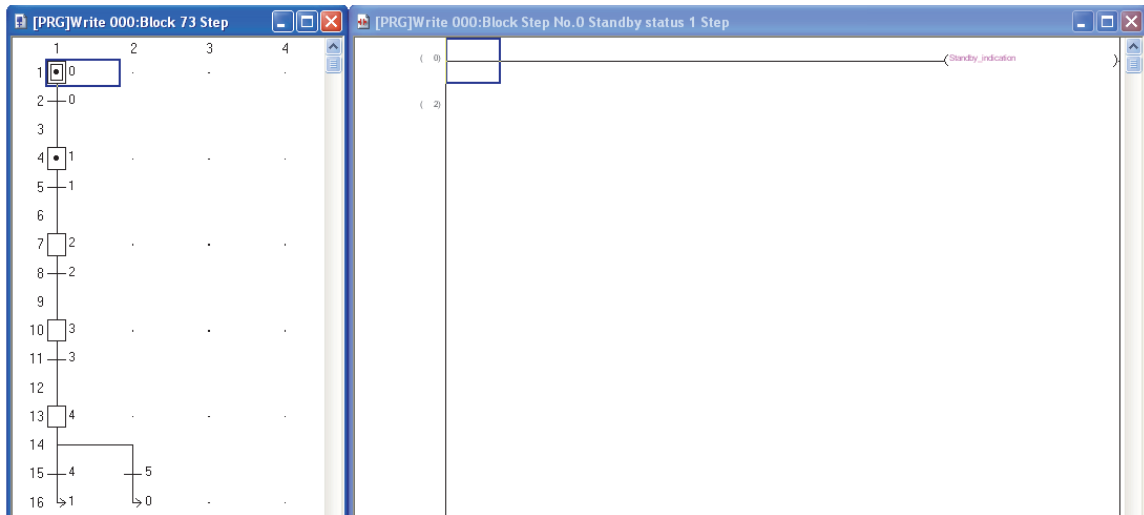 [PRG]Write 000:Block 73 Step
1 2 3 4
1 0
2 0
3
4 1
5 1
6
7 2
8 2
9
10 3
11 3
12
13 4
14
15 4 5
16 1 0
[PRG]Write 000:Block Step No.0 Standby status 1 Step
( 0) Standby_indication
( 2)